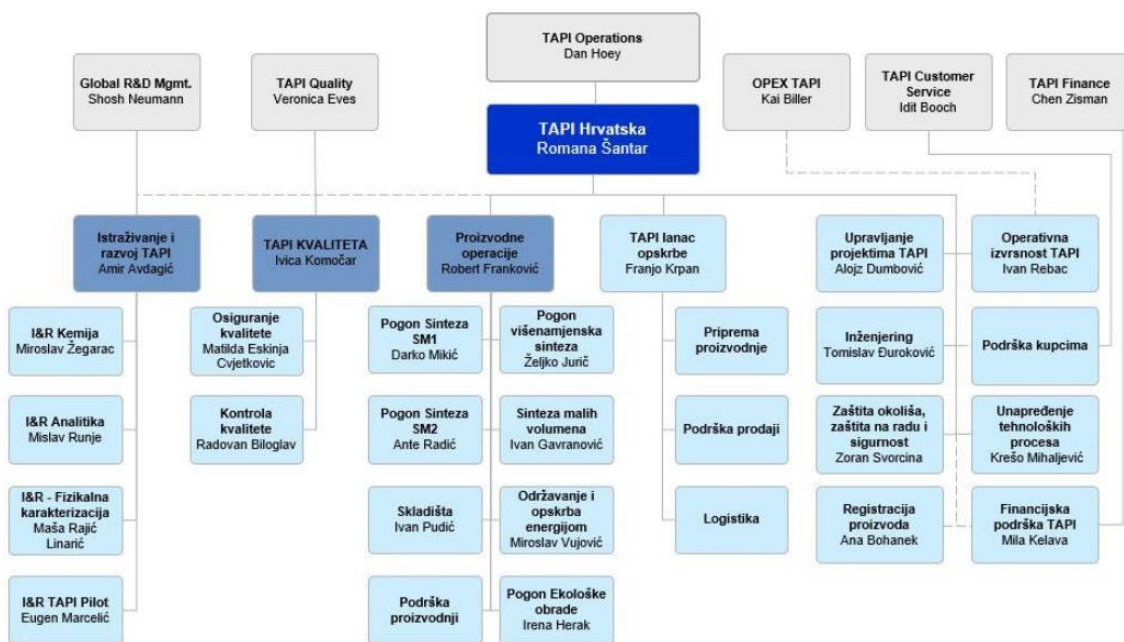 TAPI Operations
Dan Hoey
Global R&D Mgmt.
Shosh Neumann
TAPI Quality
Veronica Eves
OPEX TAPI
Kai Biller
TAPI Customer
Service
Idit Booch
TAPI Finance
Chen Zisman
TAPI Hrvatska
Romana Šantar
Istraživanje i
razvoj TAPI
Amir Avdagić
TAPI KVALITETA
Ivica Komočar
Proizvodne
operacije
Robert Franković
TAPI lanac
opskrbe
Franjo Krpan
Upravljanje
projektima TAPI
Alojz Dumbović
Operativna
izvrsnost TAPI
Ivan Rebac
I&R Kemija
Miroslav Žegarac
Osiguranje
kvalitete
Matilda Eskinja
Cvjetkovic
Pogon Sinteza
SM1
Darko Mikić
Pogon
višenamjenska
sinteza
Željko Jurič
Priprema
proizvodnje
Inženjering
Tomislav Đuroković
Podrška kupcima
I&R Analitika
Mislav Runje
Kontrola
kvalitete
Radovan Biloglav
Pogon Sinteza
SM2
Ante Radić
Sinteza malih
volumena
Ivan Gavranović
Podrška prodaji
Zaštita okoliša,
zaštita na radu i
sigurnost
Zoran Svorcina
Unapređenje
tehnoloških
procesa
Krešo Mihaljević
I&R - Fizikalna
karakterizacija
Maša Rajić
Linarić
Skladišta
Ivan Pudić
Održavanje i
opskrba
energijom
Miroslav Vujović
Logistika
Registracija
proizvoda
Ana Bohanek
Financijska
podrška TAPI
Mila Kelava
I&R TAPI Pilot
Eugen Marcelić
Podrška
proizvodnji
Pogon Ekološke
obrade
Irena Herak